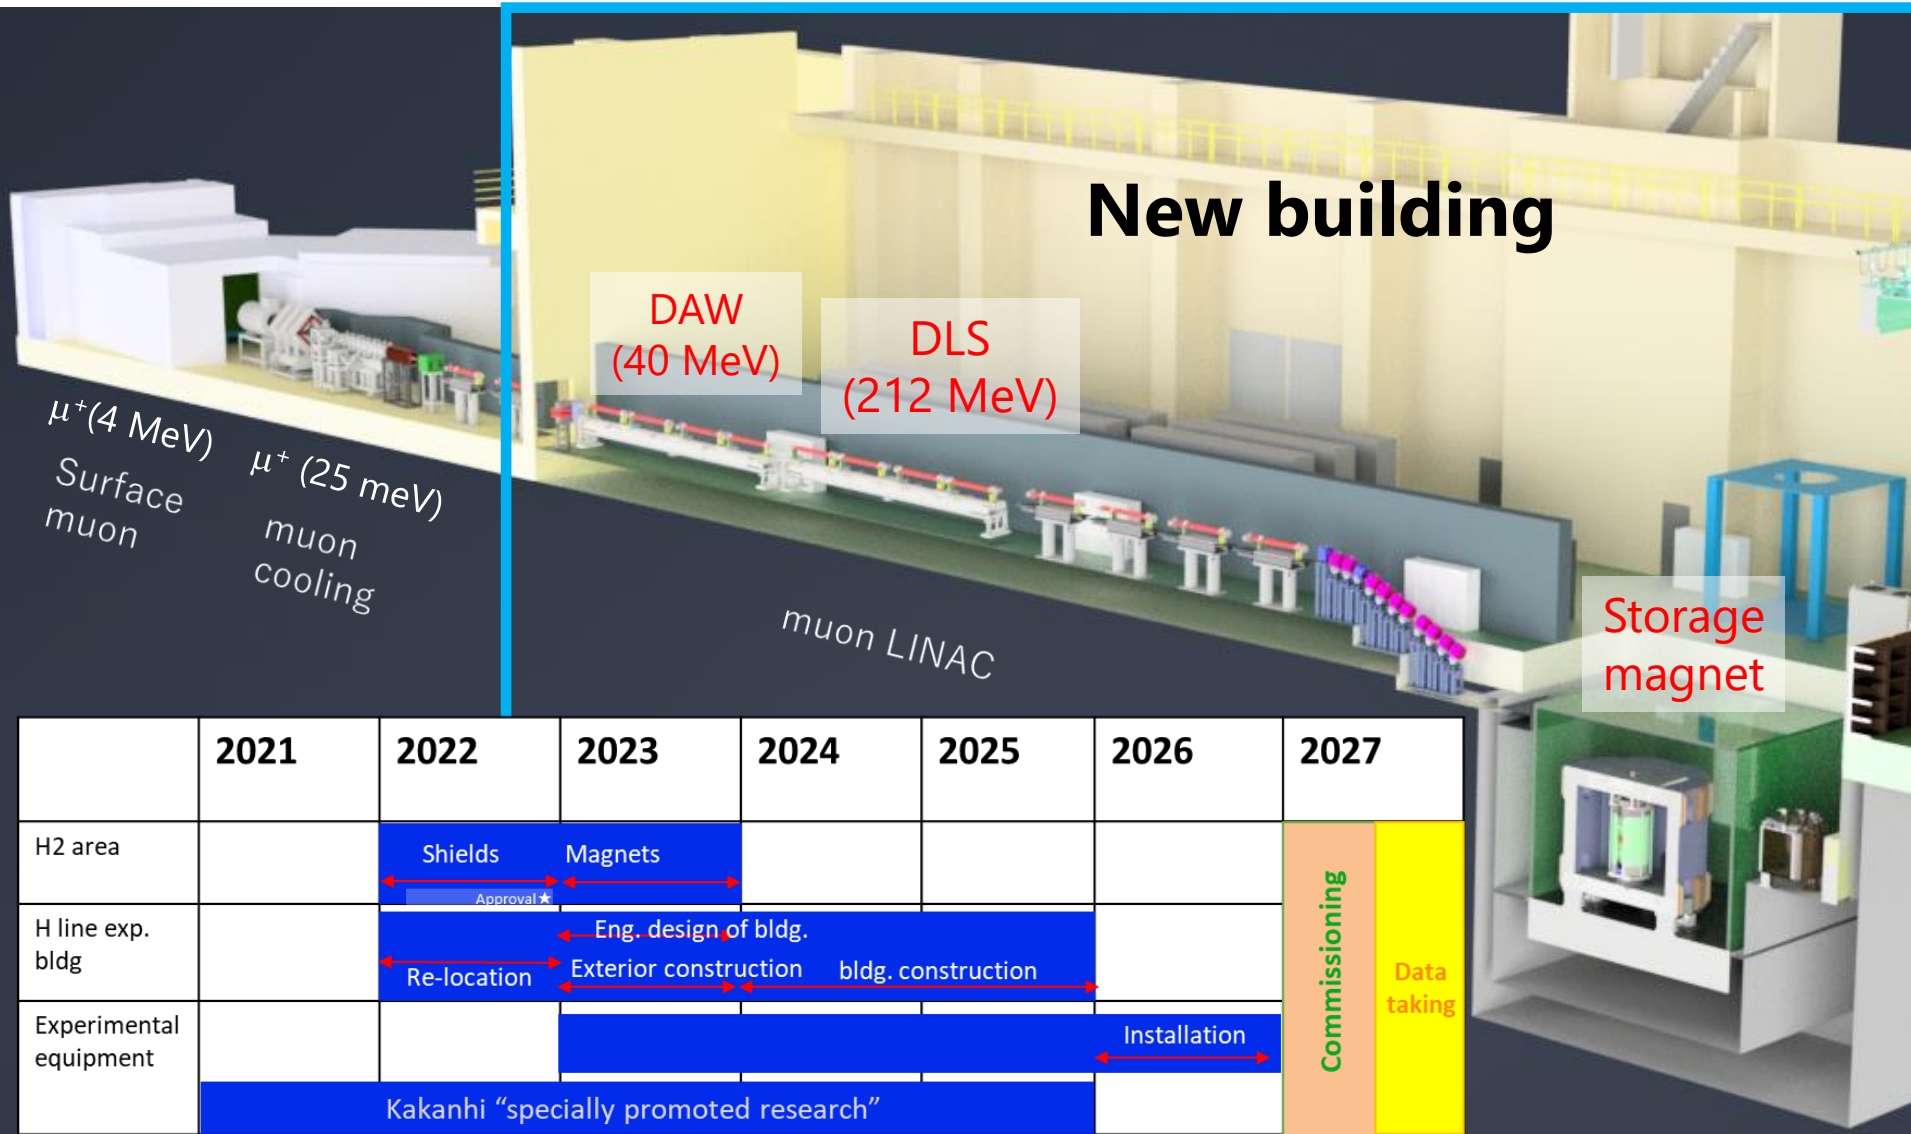 New building
DAW
(40 MeV)
DLS
(212 MeV)
μ⁺(4 MeV)
Surface
muon
μ⁺ (25 meV)
muon
cooling
muon LINAC
Storage
magnet
2021 2022 2023 2024 2025 2026 2027
H2 area
Shields Magnets
Approval★
H line exp.
bldg
Eng. design of bldg.
Re-location
Exterior construction
bldg. construction
Experimental
equipment
Installation
Kakanhi “specially promoted research”
Commissioning
Data
taking